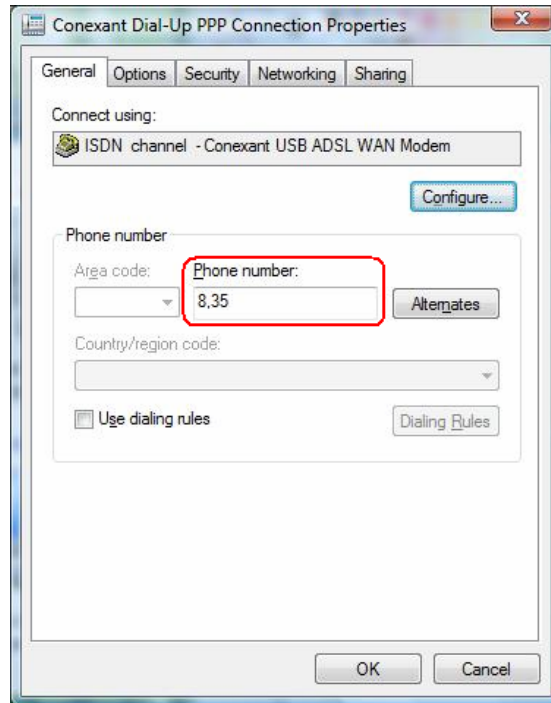 Conexant Dial-Up PPP Connection Properties
General Options Security Networking Sharing
Connect using:
ISDN channel - Conexant USB ADSL WAN Modem
Configure...
Phone number
Area code: Phone number:
8,35 Alternates
Country/region code:
Use dialing rules Dialing Rules
OK Cancel